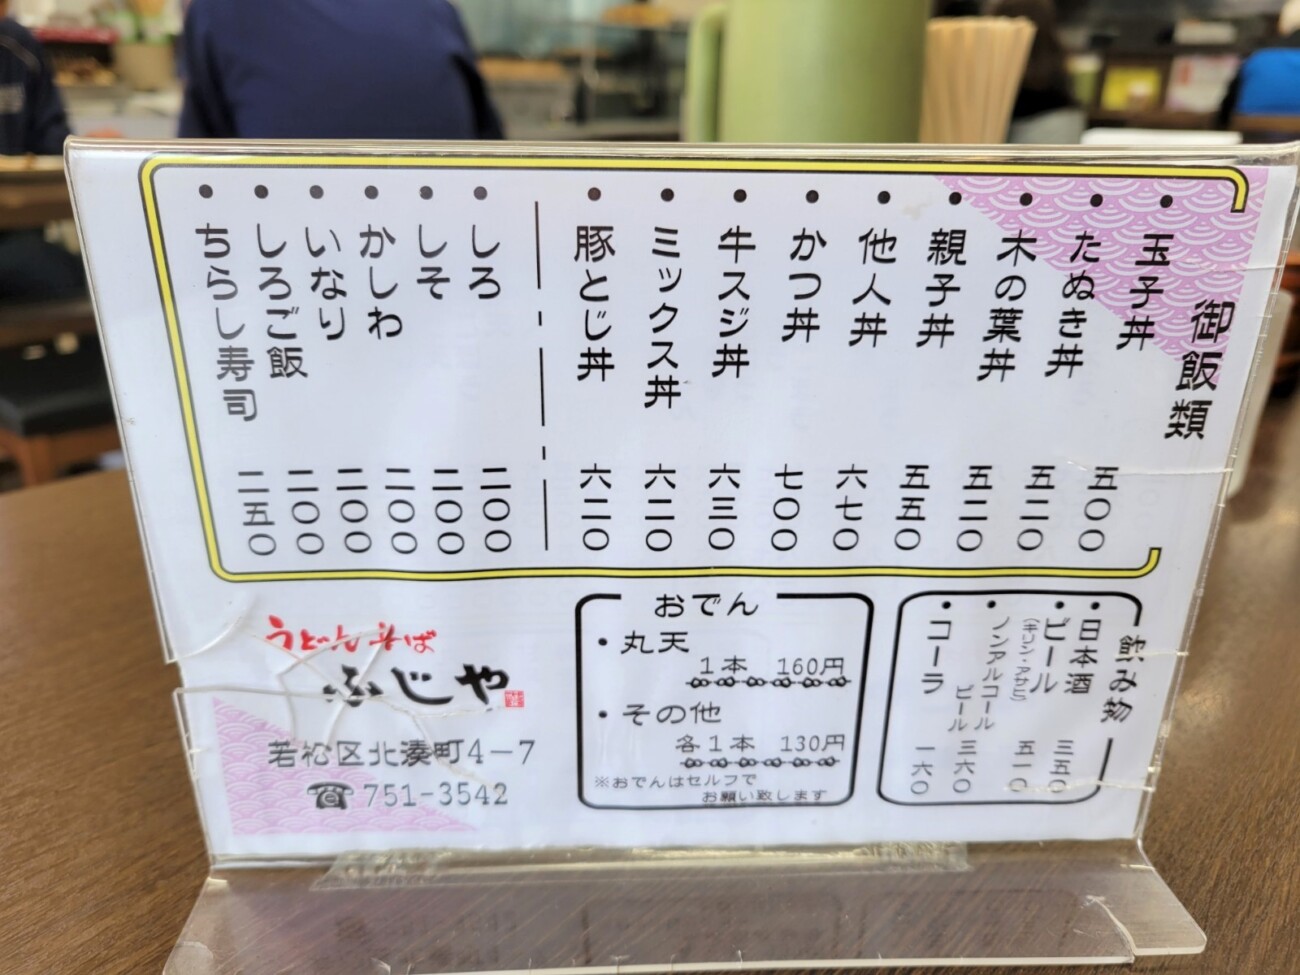 御飯類
・玉子丼 五〇〇
・たぬき丼 五二〇
・木の葉丼 五二〇
・親子丼 五五〇
・他人丼 六七〇
・かつ丼 七〇〇
・牛スジ丼 六三〇
・ミックス丼 六二〇
・豚とじ丼 六二〇
・しろ 二〇〇
・しそ 二〇〇
・かしわ 二〇〇
・いなり 二〇〇
・しろご飯 二〇〇
・ちらし寿司 二五〇
飲み物
・日本酒 三五〇
・ビール 五一〇
(キリン・アサヒ)
・ノンアルコール
ビール 三六〇
・コーラ 一六〇
おでん
・丸天
1本 160円
・その他
各1本 130円
※おでんはセルフで
お願い致します
うどん そば
ふじや
若松区北湊町4-7
☎751-3542